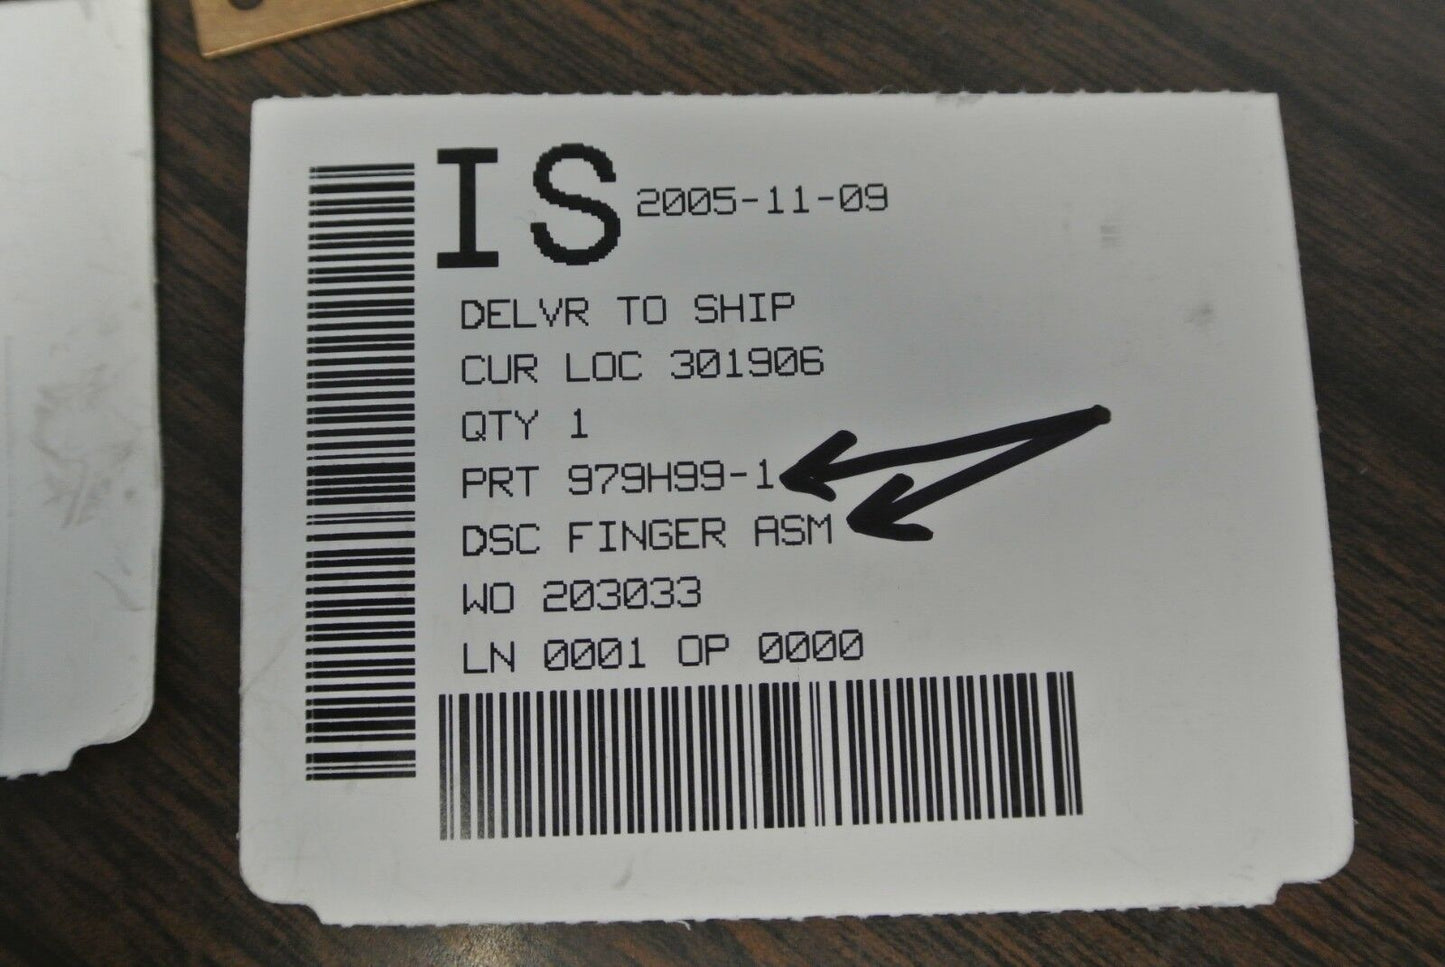 IS 2005-11-09
DELVR TO SHIP
CUR LOC 301906
QTY 1
PRT 979H99-1
DSC FINGER ASM
WO 203033
LN 0001 OP 0000